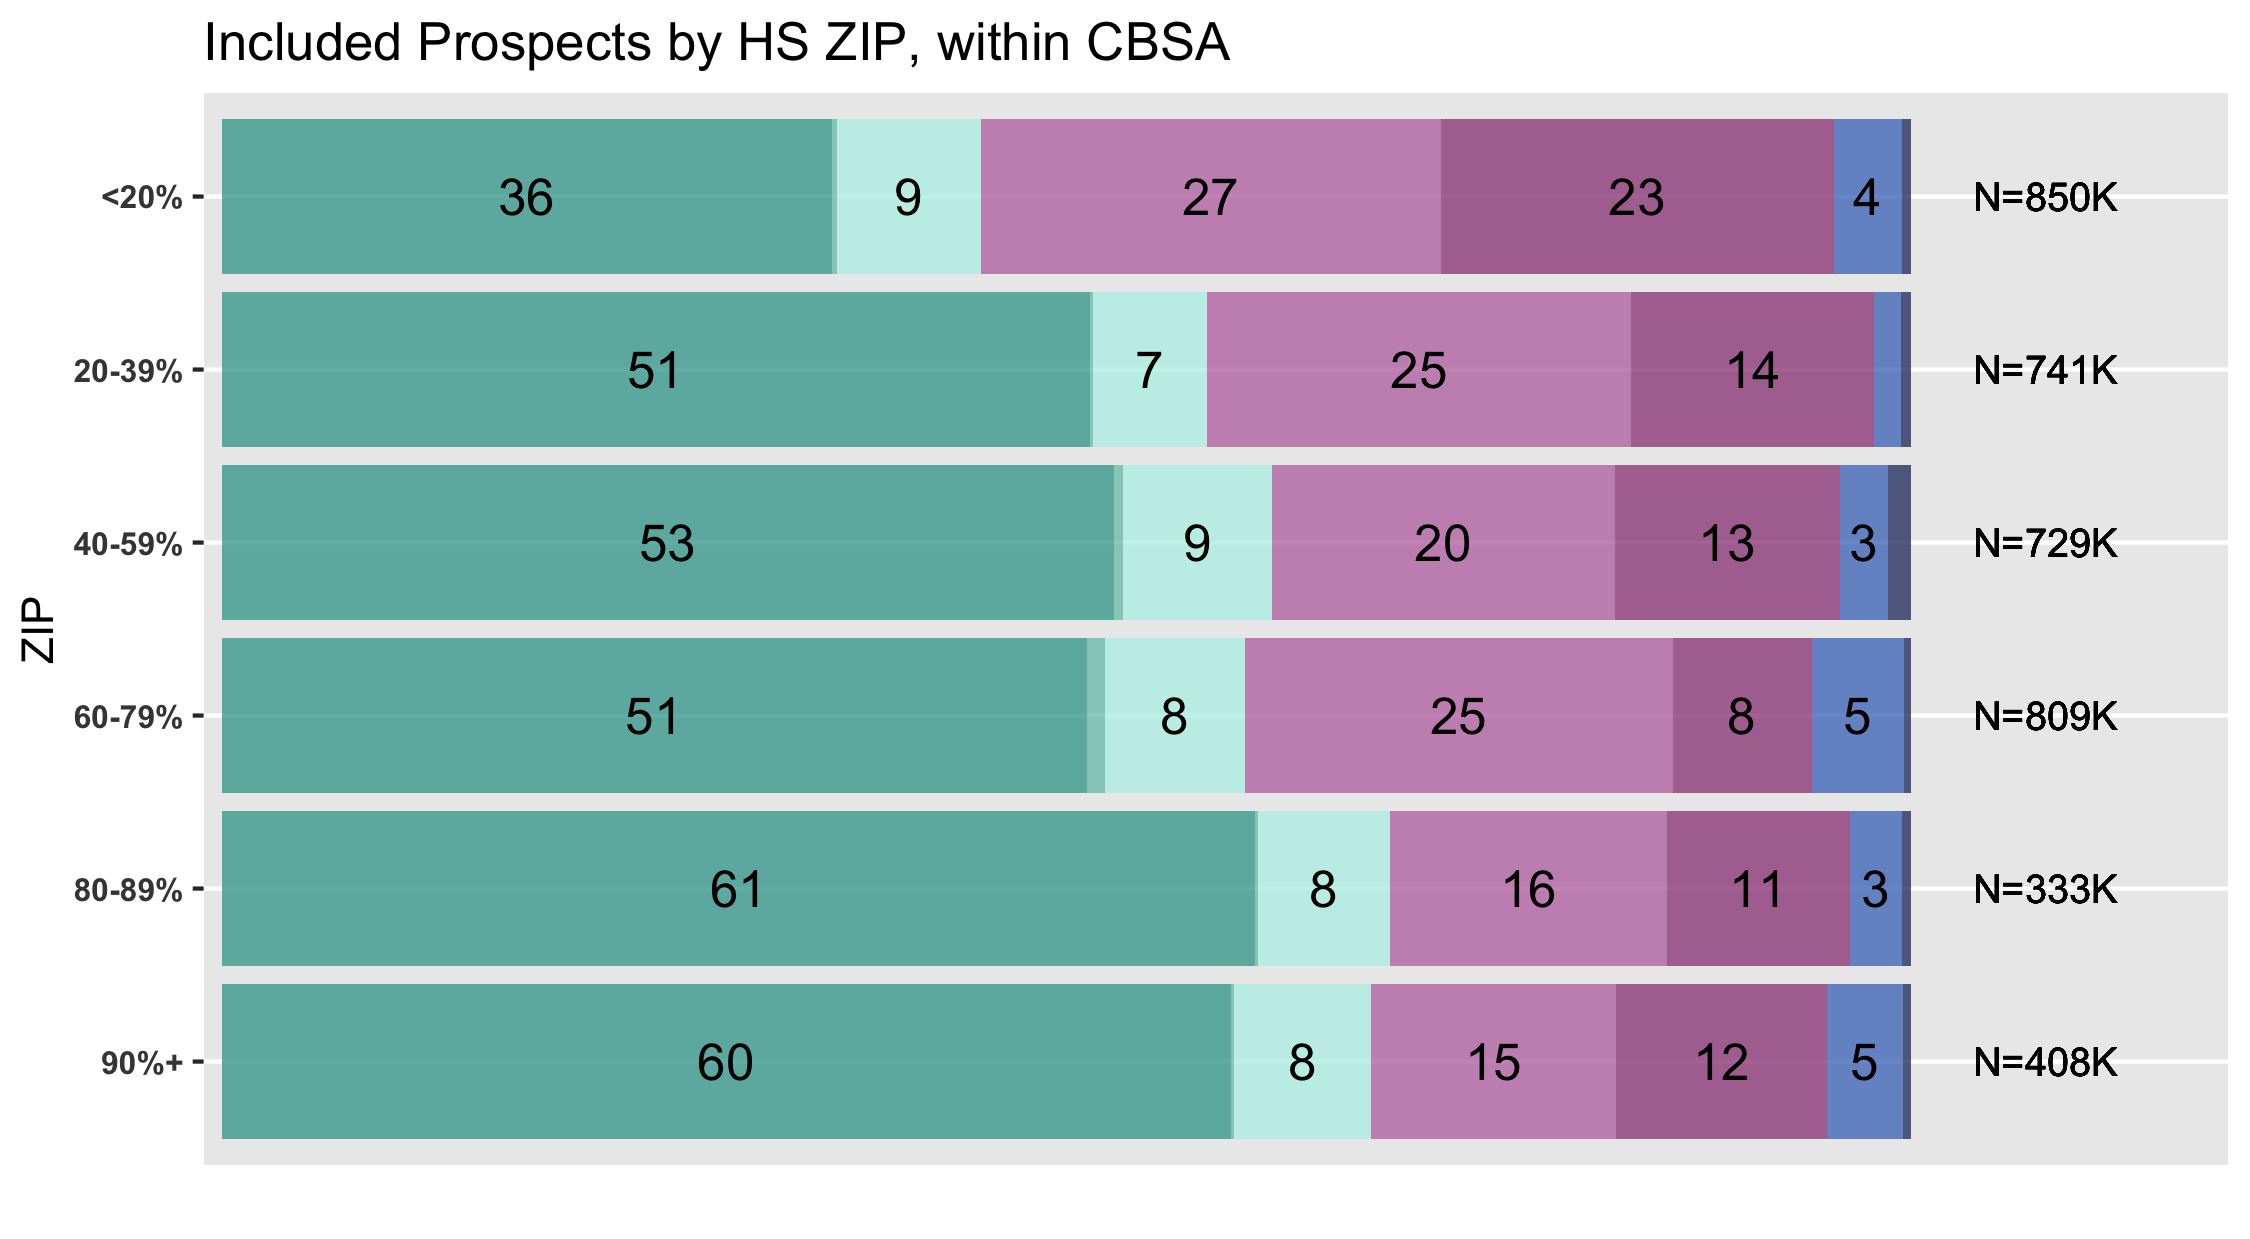 Included Prospects by HS ZIP, within CBSA
ZIP
<20% 36 9 27 23 4 N=850K
20-39% 51 7 25 14 N=741K
40-59% 53 9 20 13 3 N=729K
60-79% 51 8 25 8 5 N=809K
80-89% 61 8 16 11 3 N=333K
90%+ 60 8 15 12 5 N=408K